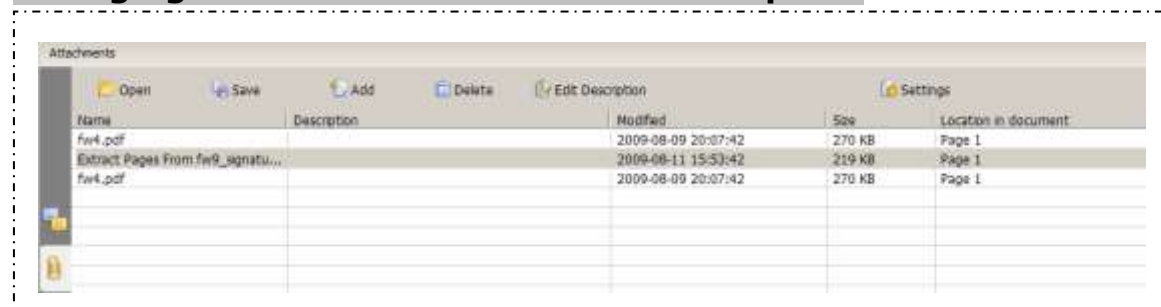 Attachments
Open Save Add Delete Edit Description Settings
Name Description Modified Size Location in document
fw4.pdf 2009-08-09 20:07:42 270 KB Page 1
Extract Pages From fw9_signatu... 2009-08-11 15:53:42 219 KB Page 1
fw4.pdf 2009-08-09 20:07:42 270 KB Page 1